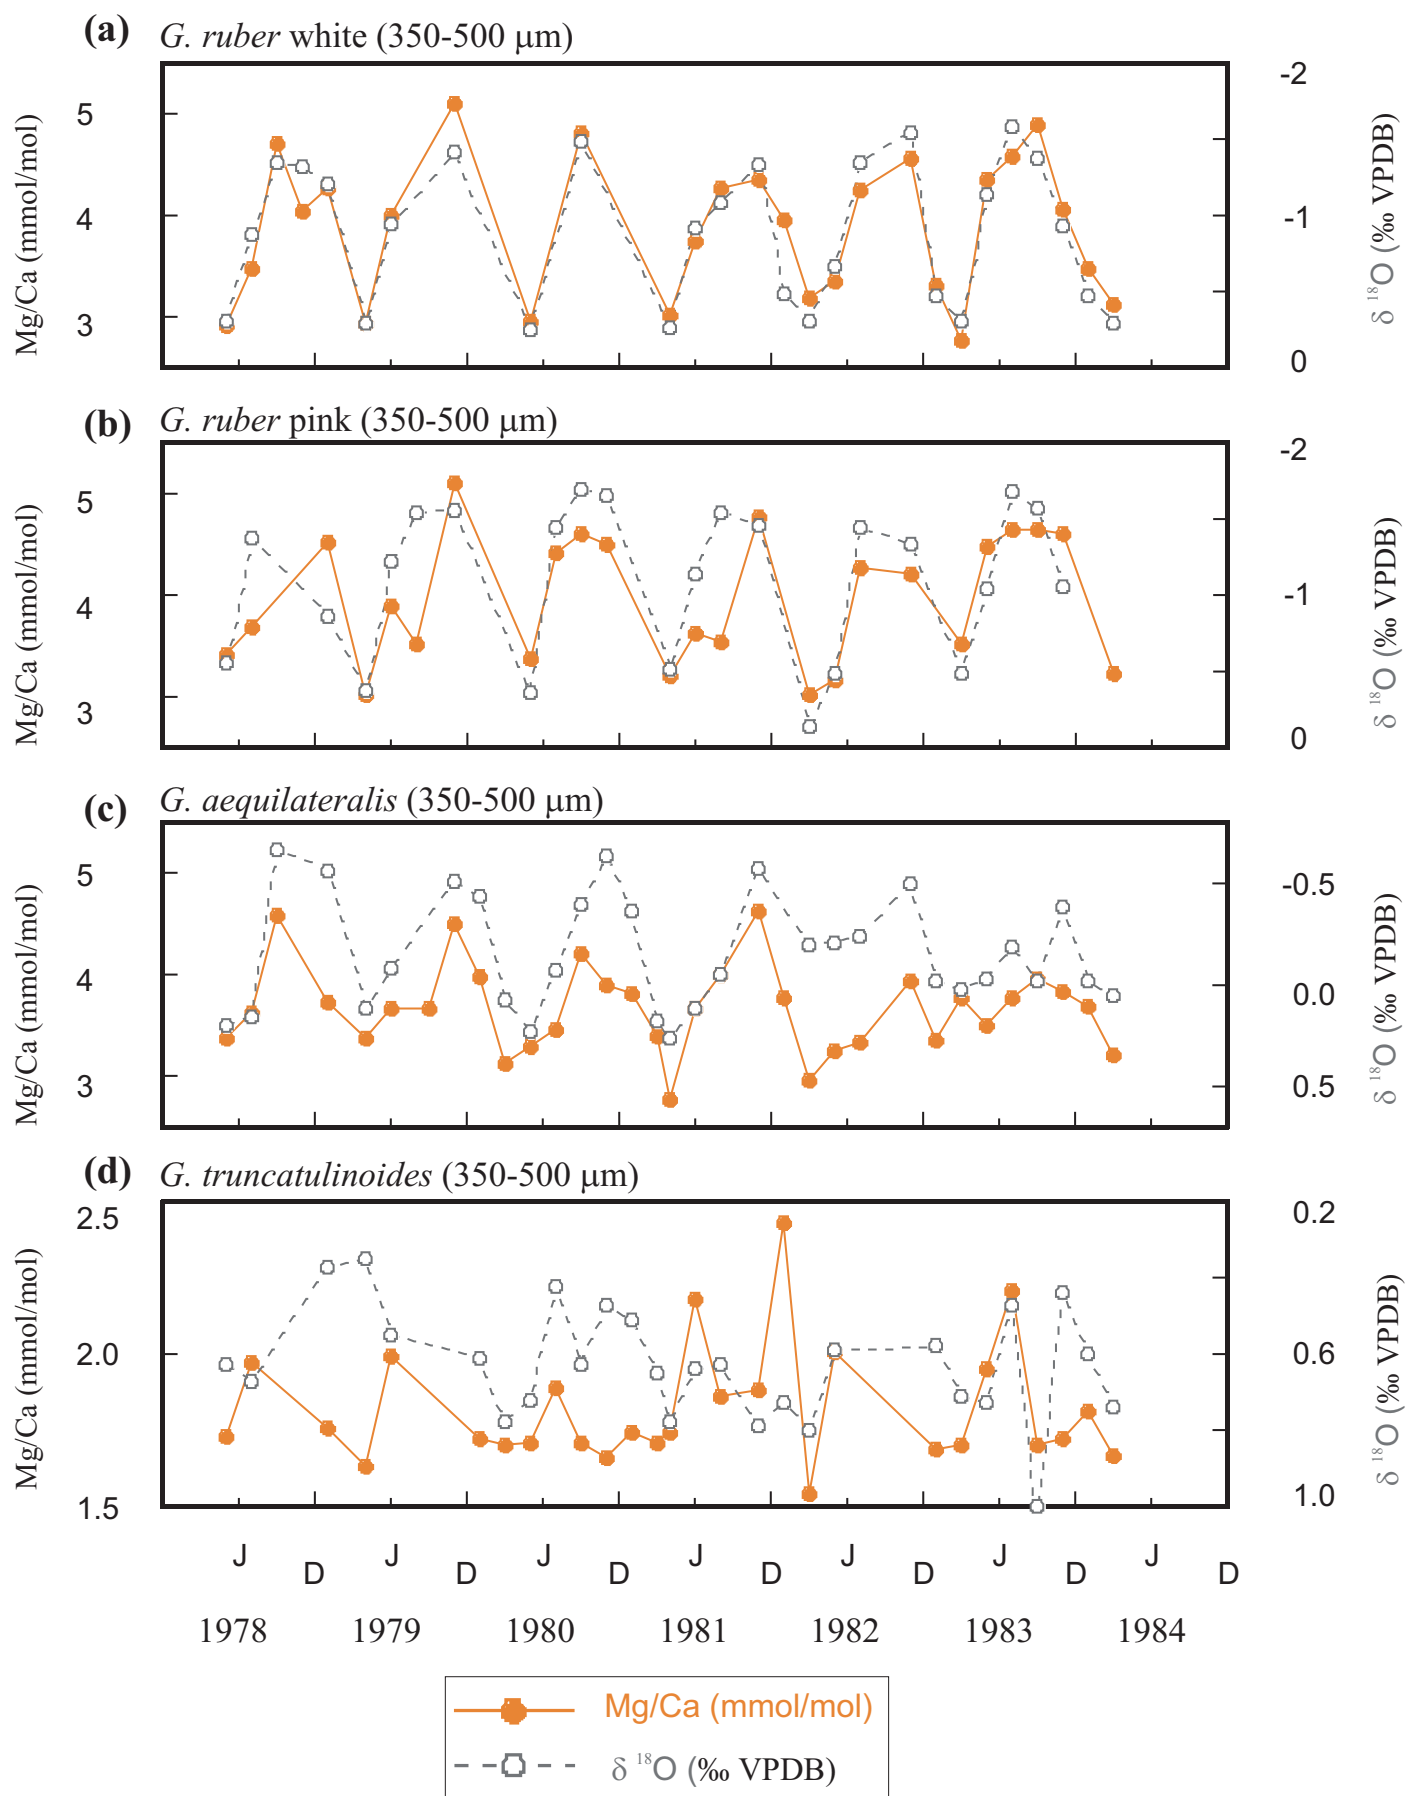 (a) G. ruber white (350-500 μm)
5
4
3
Mg/Ca (mmol/mol)
-2
-1
0
δ ¹⁸O (‰ VPDB)
(b) G. ruber pink (350-500 μm)
5
4
3
Mg/Ca (mmol/mol)
-2
-1
0
δ ¹⁸O (‰ VPDB)
(c) G. aequilateralis (350-500 μm)
5
4
3
Mg/Ca (mmol/mol)
-0.5
0.0
0.5
δ ¹⁸O (‰ VPDB)
(d) G. truncatulinoides (350-500 μm)
2.5
2.0
1.5
Mg/Ca (mmol/mol)
0.2
0.6
1.0
δ ¹⁸O (‰ VPDB)
J D J D J D J D J D J D J D
1978 1979 1980 1981 1982 1983 1984
Mg/Ca (mmol/mol)
δ ¹⁸O (‰ VPDB)